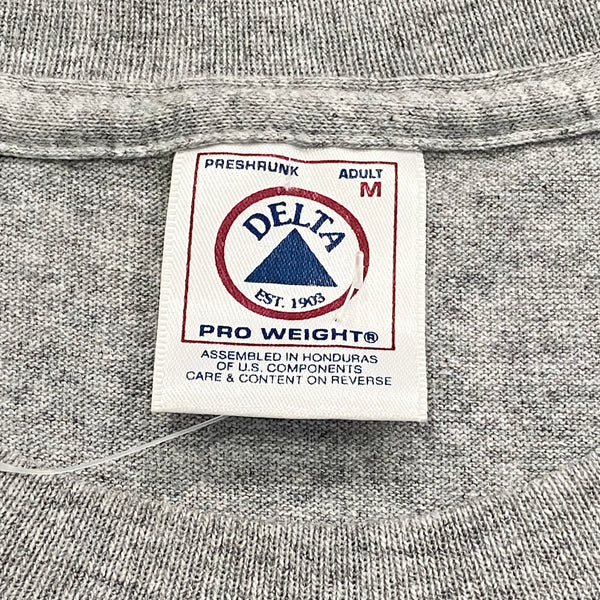 PRESHRUNK ADULT
M
DELTA
EST. 1903
PRO WEIGHT®
ASSEMBLED IN HONDURAS
OF U.S. COMPONENTS
CARE & CONTENT ON REVERSE